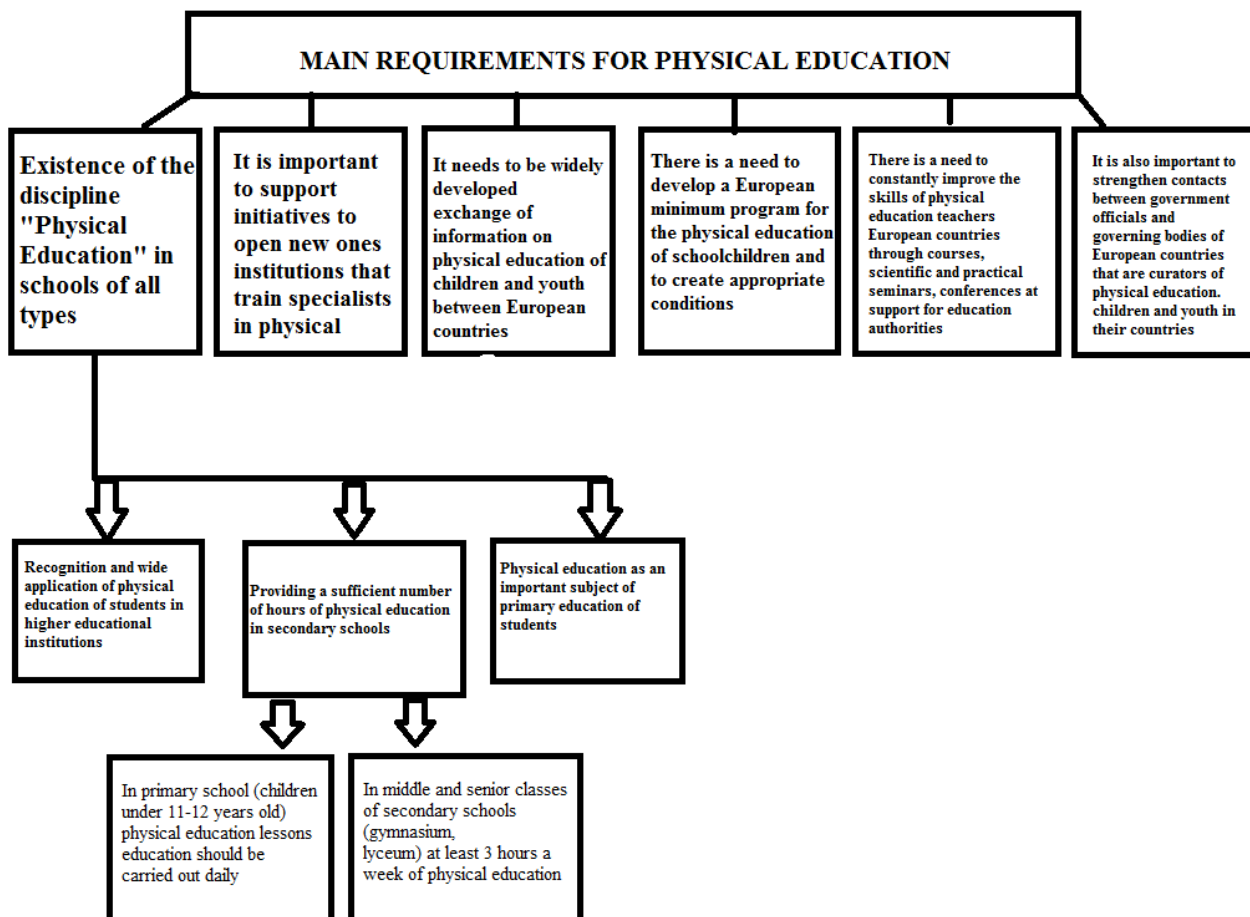 MAIN REQUIREMENTS FOR PHYSICAL EDUCATION
Existence of the
discipline
"Physical
Education" in
schools of all
types
It is important
to support
initiatives to
open new ones
institutions that
train specialists
in physical
It needs to be widely
developed
exchange of
information on
physical education of
children and youth
between European
countries
There is a need to
develop a European
minimum program for
the physical education
of schoolchildren and
to create appropriate
conditions
There is a need to
constantly improve the
skills of physical
education teachers
European countries
through courses,
scientific and practical
seminars, conferences at
support for education
authorities
It is also important to
strengthen contacts
between government
officials and
governing bodies of
European countries
that are curators of
physical education.
children and youth in
their countries
Recognition and wide
application of physical
education of students in
higher educational
institutions
Providing a sufficient number
of hours of physical education
in secondary schools
Physical education as an
important subject of
primary education of
students
In primary school (children
under 11-12 years old)
physical education lessons
education should be
carried out daily
In middle and senior classes
of secondary schools
(gymnasium,
lyceum) at least 3 hours a
week of physical education